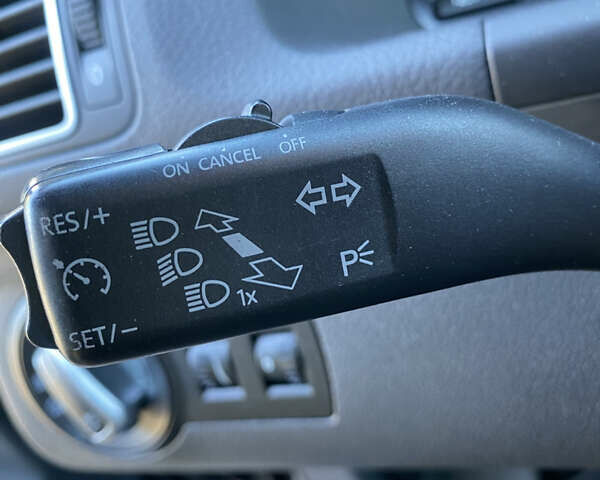 ON CANCEL OFF
RES/+
P
1x
SET/-